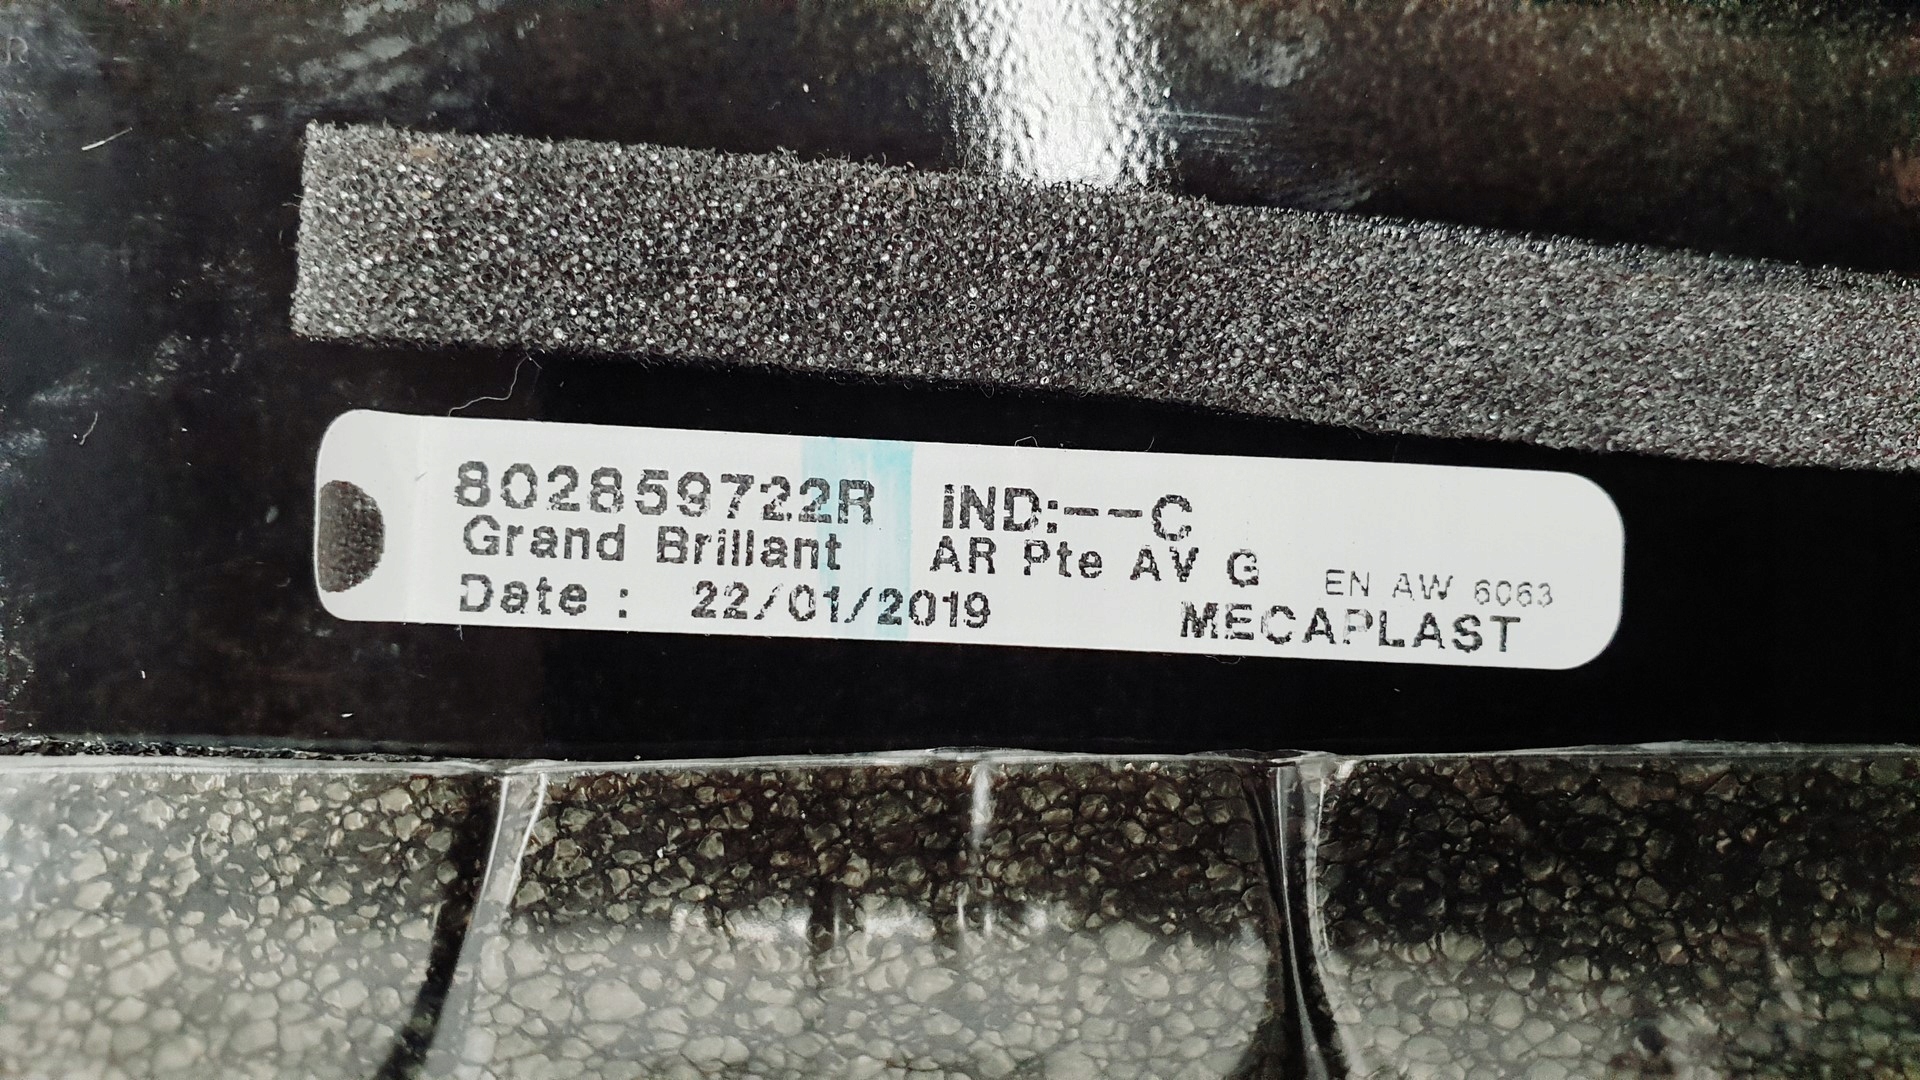 802859722R IND:--C
Grand Brillant AR Pte AV G
EN AW 6063
Date : 22/01/2019 MECAPLAST